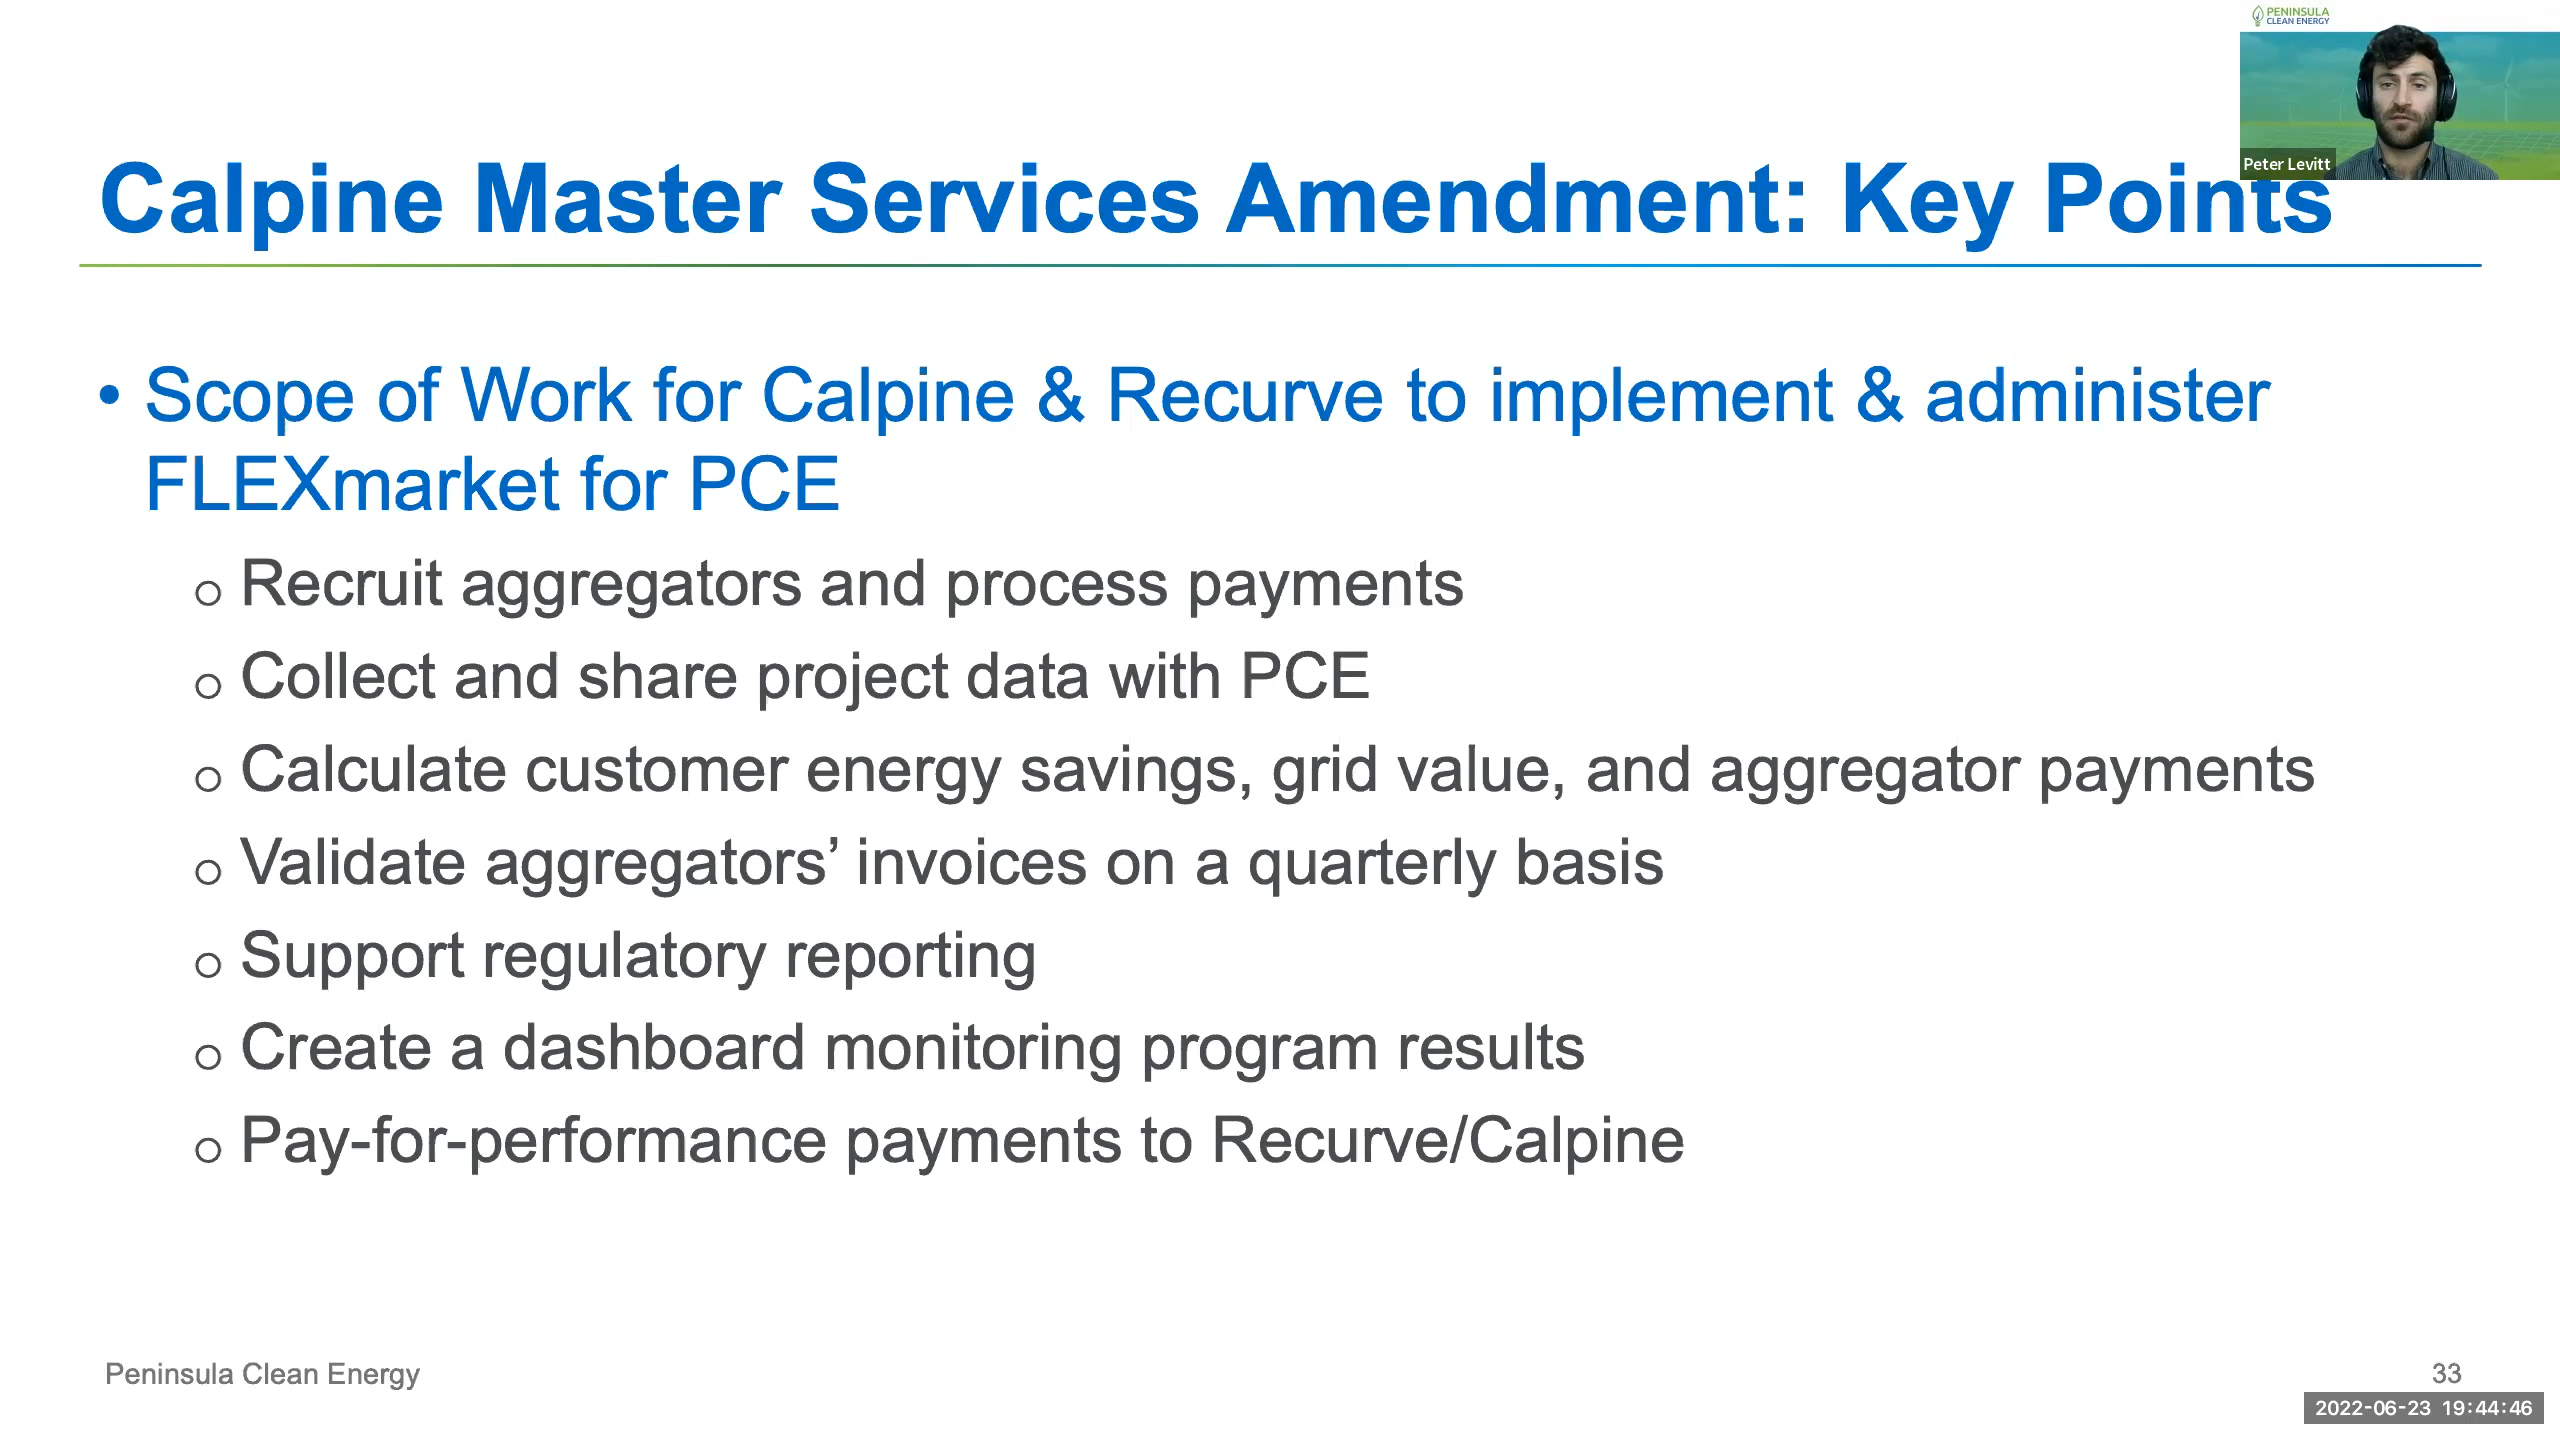 PENINSULA
CLEAN ENERGY
Peter Levitt
Calpine Master Services Amendment: Key Points
• Scope of Work for Calpine & Recurve to implement & administer
FLEXmarket for PCE
o Recruit aggregators and process payments
o Collect and share project data with PCE
o Calculate customer energy savings, grid value, and aggregator payments
o Validate aggregators’ invoices on a quarterly basis
o Support regulatory reporting
o Create a dashboard monitoring program results
o Pay-for-performance payments to Recurve/Calpine
Peninsula Clean Energy
33
2022-06-23 19:44:46